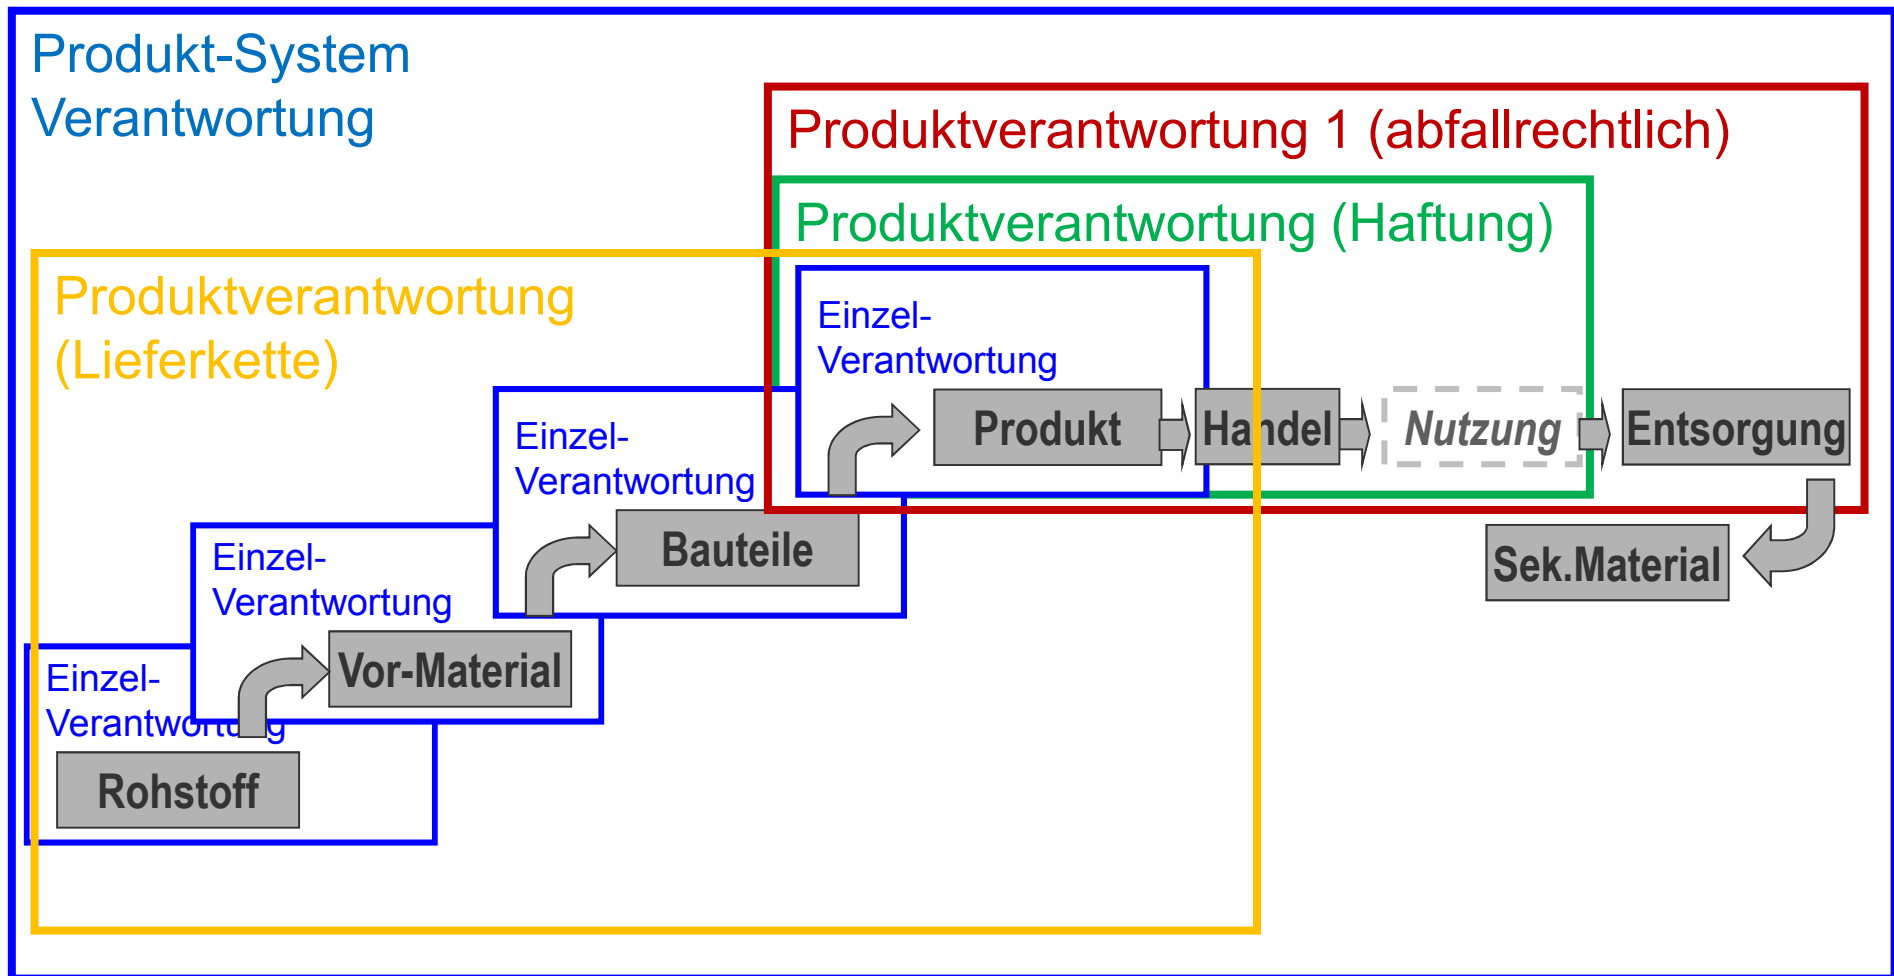 Produkt-System
Verantwortung
Produktverantwortung 1 (abfallrechtlich)
Produktverantwortung (Haftung)
Produktverantwortung
(Lieferkette)
Einzel-
Verantwortung
Produkt
Handel
Nutzung
Entsorgung
Einzel-
Verantwortung
Bauteile
Sek.Material
Einzel-
Verantwortung
Vor-Material
Einzel-
Verantwortung
Rohstoff